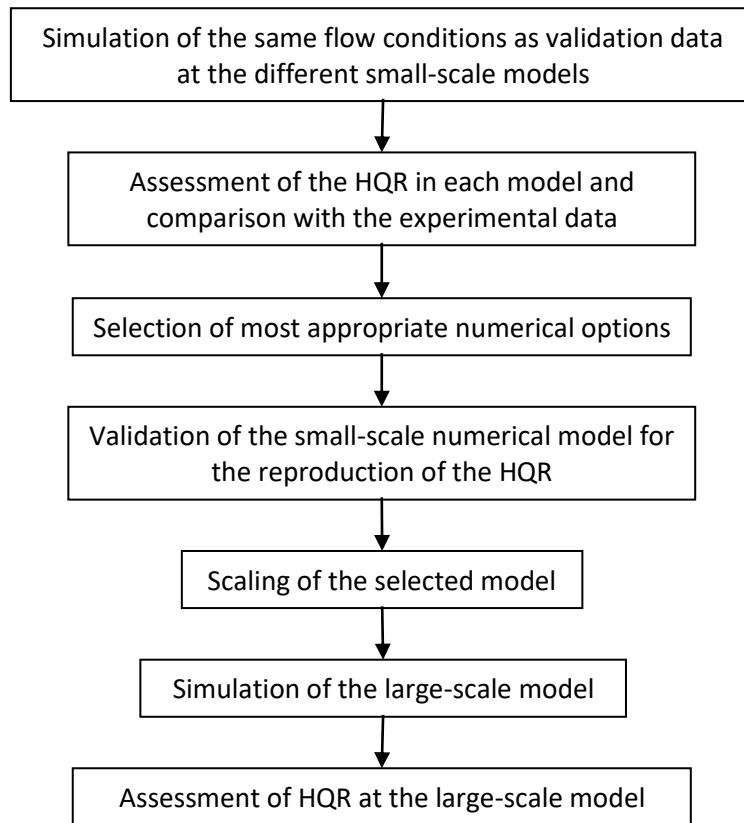 Simulation of the same flow conditions as validation data
at the different small-scale models
Assessment of the HQR in each model and
comparison with the experimental data
Selection of most appropriate numerical options
Validation of the small-scale numerical model for
the reproduction of the HQR
Scaling of the selected model
Simulation of the large-scale model
Assessment of HQR at the large-scale model